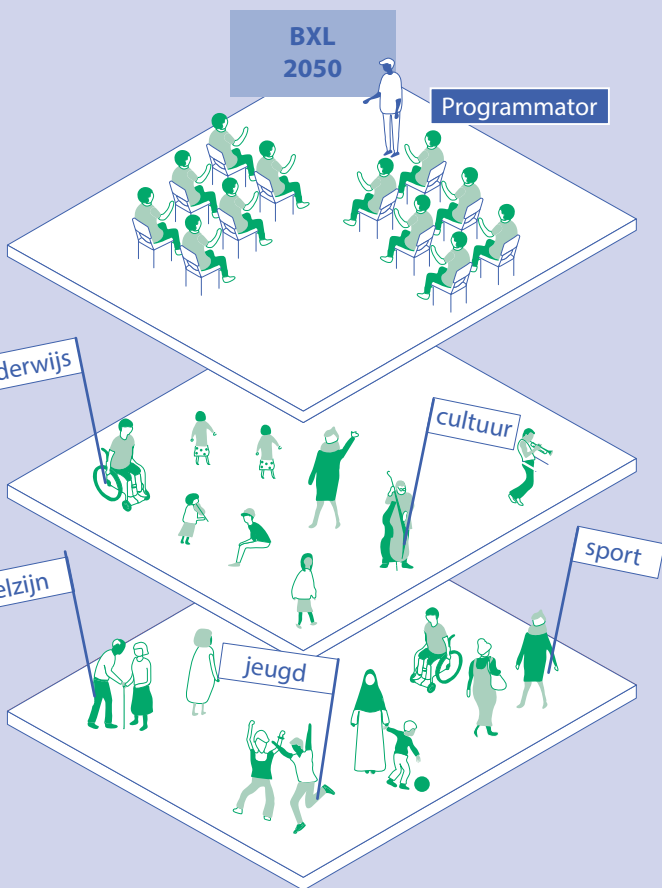 BXL
2050
Programmator
derwijs
cultuur
sport
elzijn
jeugd